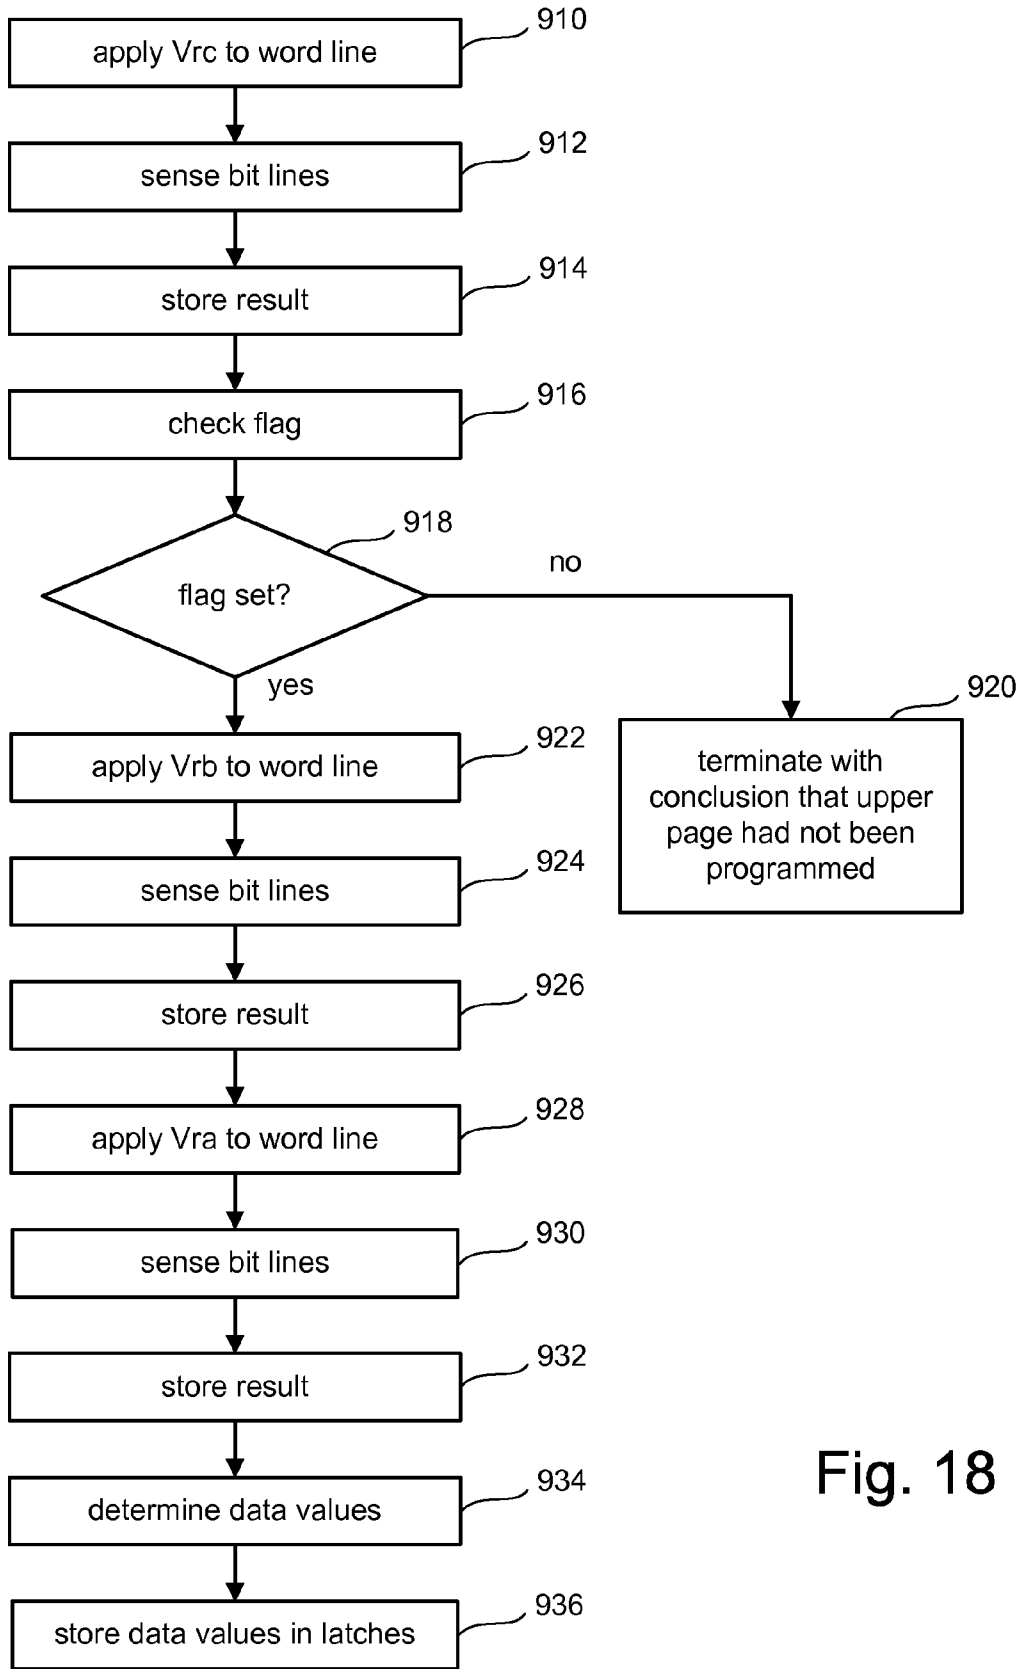 apply Vrc to word line
910
sense bit lines
912
store result
914
check flag
916
flag set?
918
no
yes
920
terminate with
conclusion that upper
page had not been
programmed
apply Vrb to word line
922
sense bit lines
924
store result
926
apply Vra to word line
928
sense bit lines
930
store result
932
determine data values
934
store data values in latches
936
Fig. 18